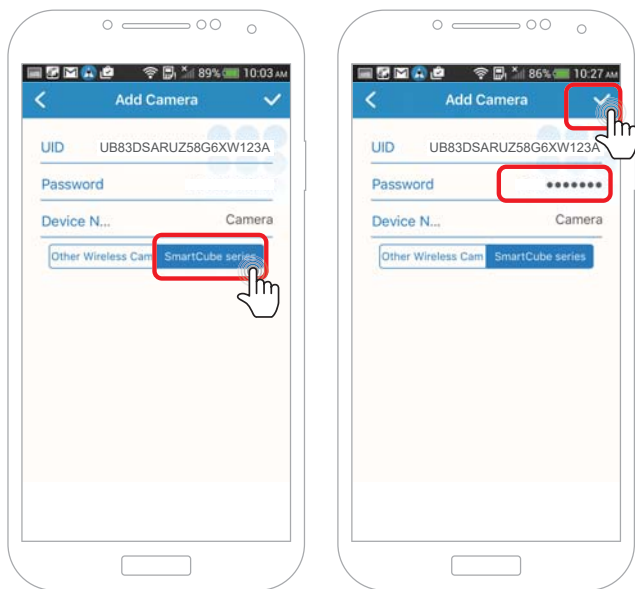 89% 10:03 AM
Add Camera
UID UB83DSARUZ58G6XW123A
Password
Device N... Camera
Other Wireless Cam SmartCube series
86% 10:27 AM
Add Camera
UID UB83DSARUZ58G6XW123A
Password •••••••
Device N... Camera
Other Wireless Cam SmartCube series